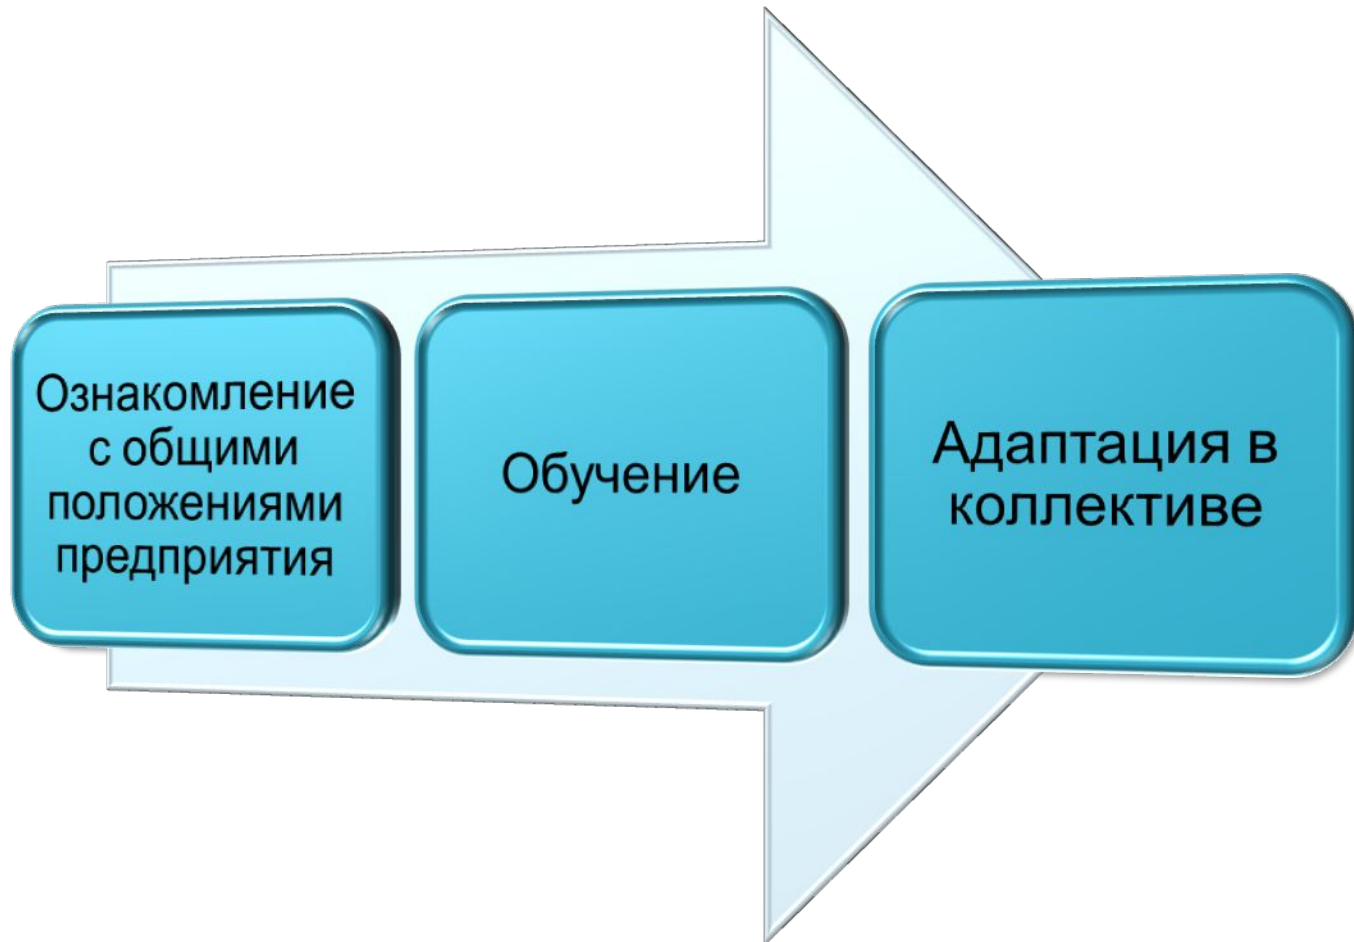 Ознакомление
с общими
положениями
предприятия
Обучение
Адаптация в
коллективе